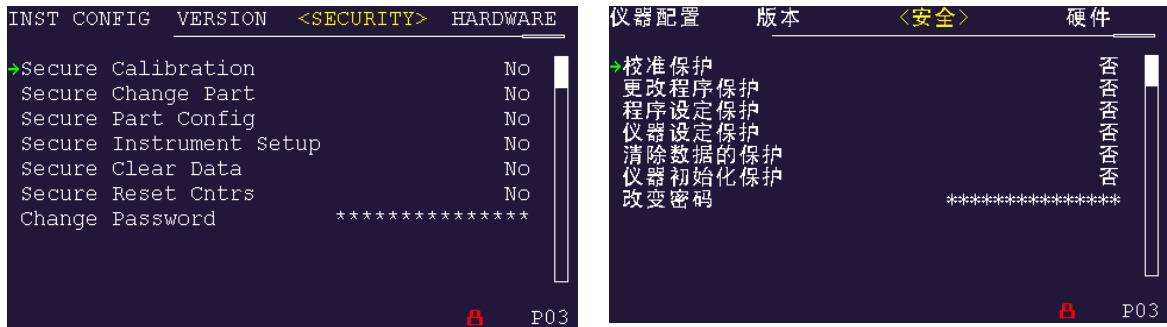 INST CONFIG VERSION <SECURITY> HARDWARE
→Secure Calibration No
Secure Change Part No
Secure Part Config No
Secure Instrument Setup No
Secure Clear Data No
Secure Reset Cntrs No
Change Password ***************
P03
仪器配置 版本 <安全> 硬件
→校准保护 否
更改程序保护 否
程序设定保护 否
仪器设定保护 否
清除数据的保护 否
仪器初始化保护 否
改变密码 ***************
P03